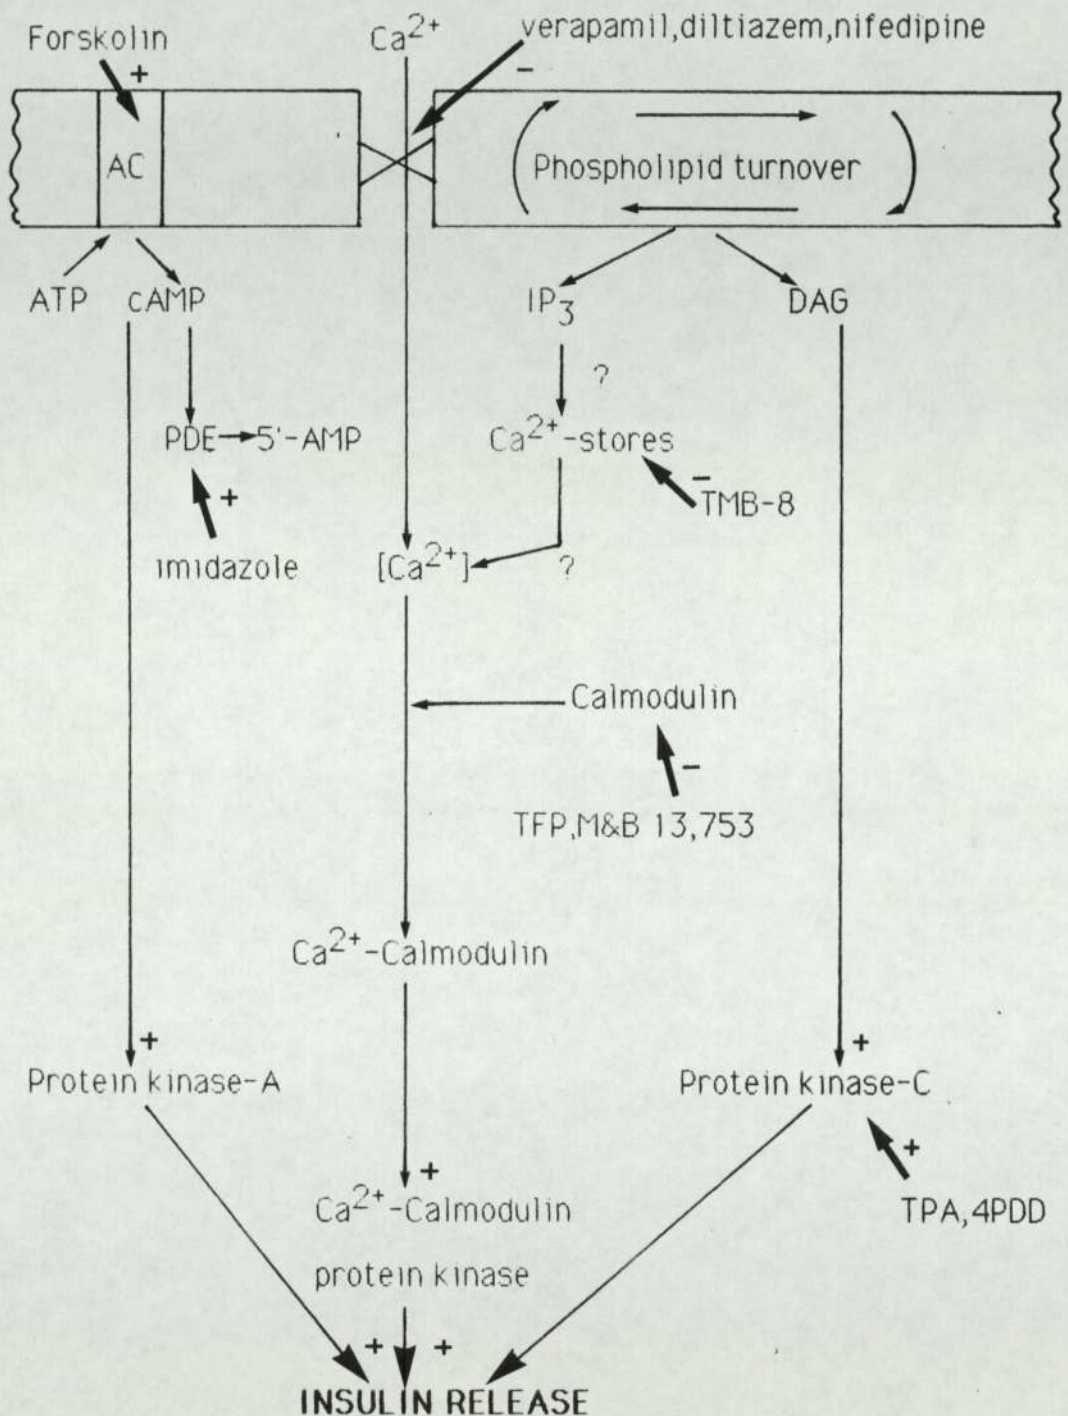 Forskolin
Ca2+
verapamil,diltiazem,nifedipine
+
-
AC
Phospholipid turnover
ATP
cAMP
IP3
DAG
?
PDE
5'-AMP
Ca2+-stores
+
-
TMB-8
imidazole
[Ca2+]
?
Calmodulin
-
TFP,M&B 13,753
Ca2+-Calmodulin
+
+
Protein kinase-A
Protein kinase-C
+
+
Ca2+-Calmodulin
TPA,4PDD
protein kinase
+
+
INSULIN RELEASE